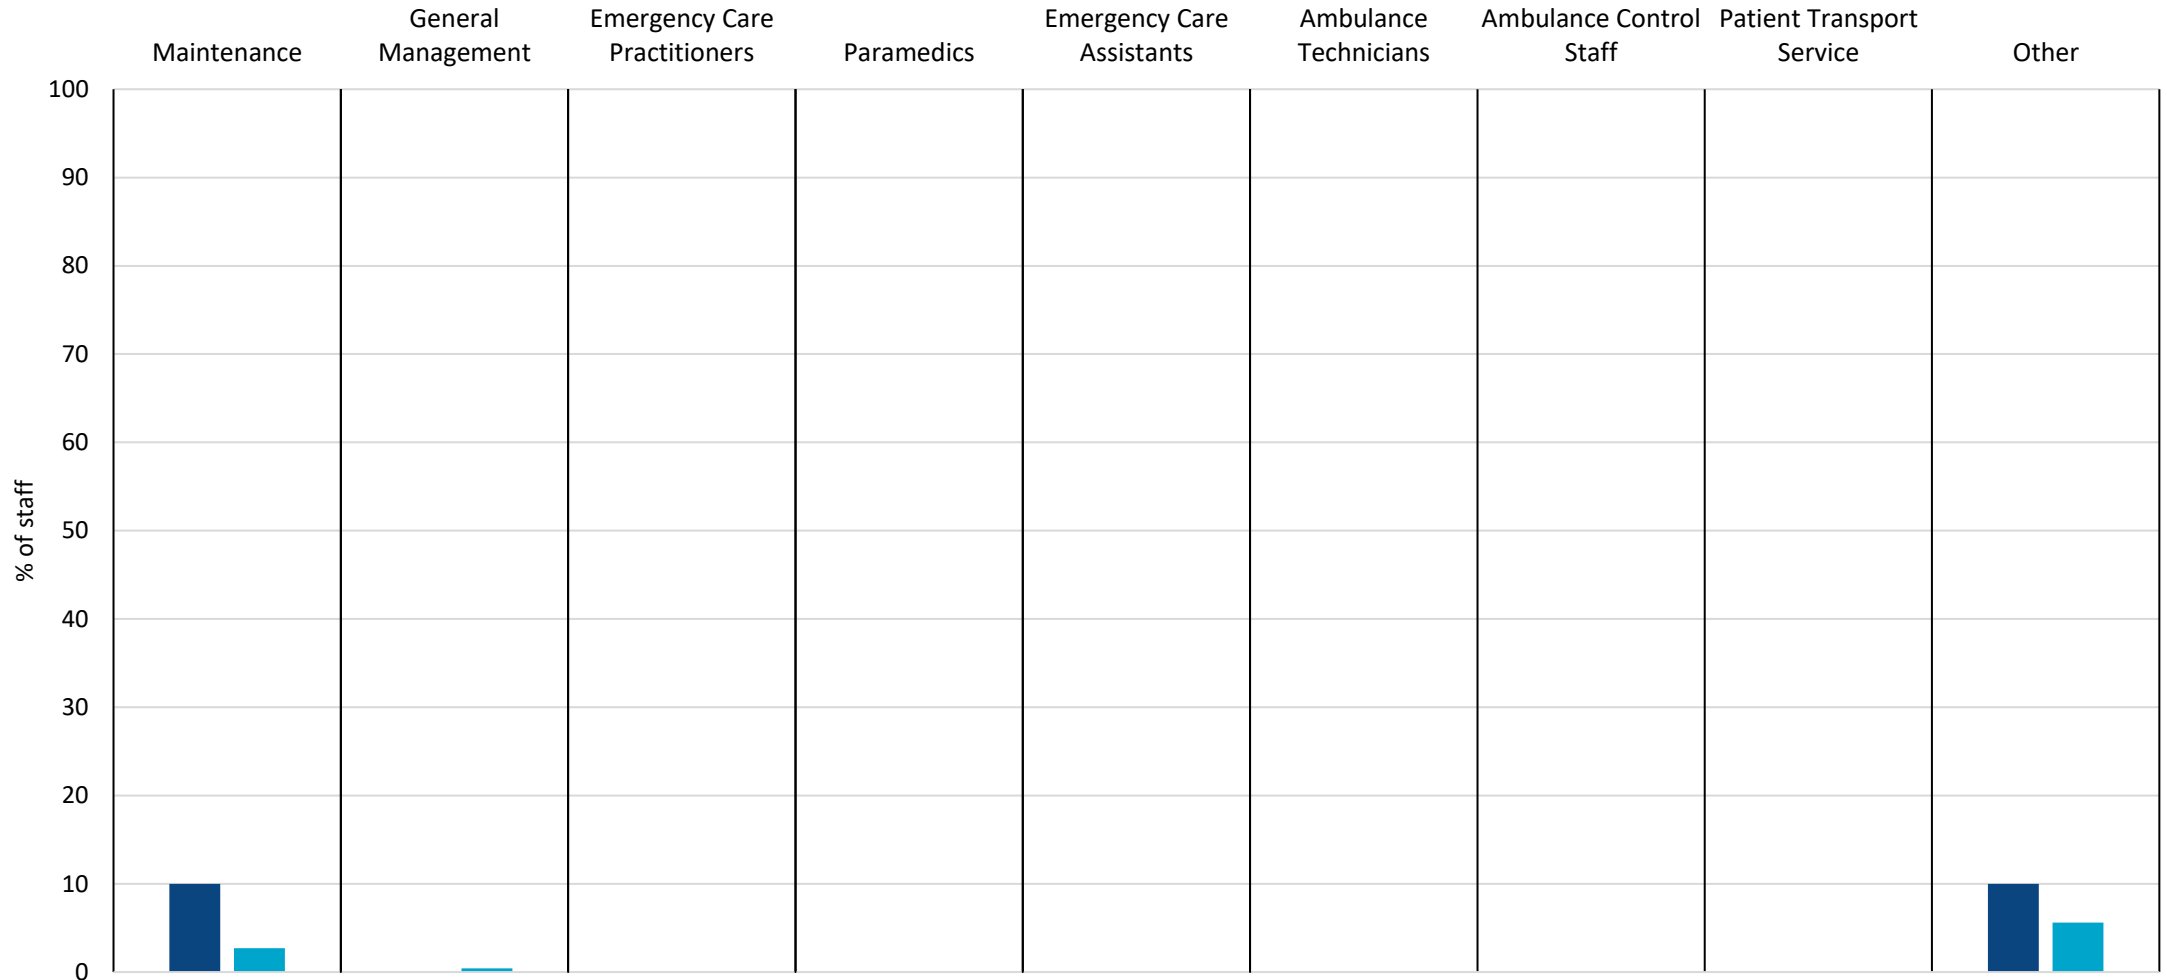 Maintenance
General
Management
Emergency Care
Practitioners
Paramedics
Emergency Care
Assistants
Ambulance
Technicians
Ambulance Control
Staff
Patient Transport
Service
Other
100
90
80
70
60
50
40
30
20
10
0
% of staff